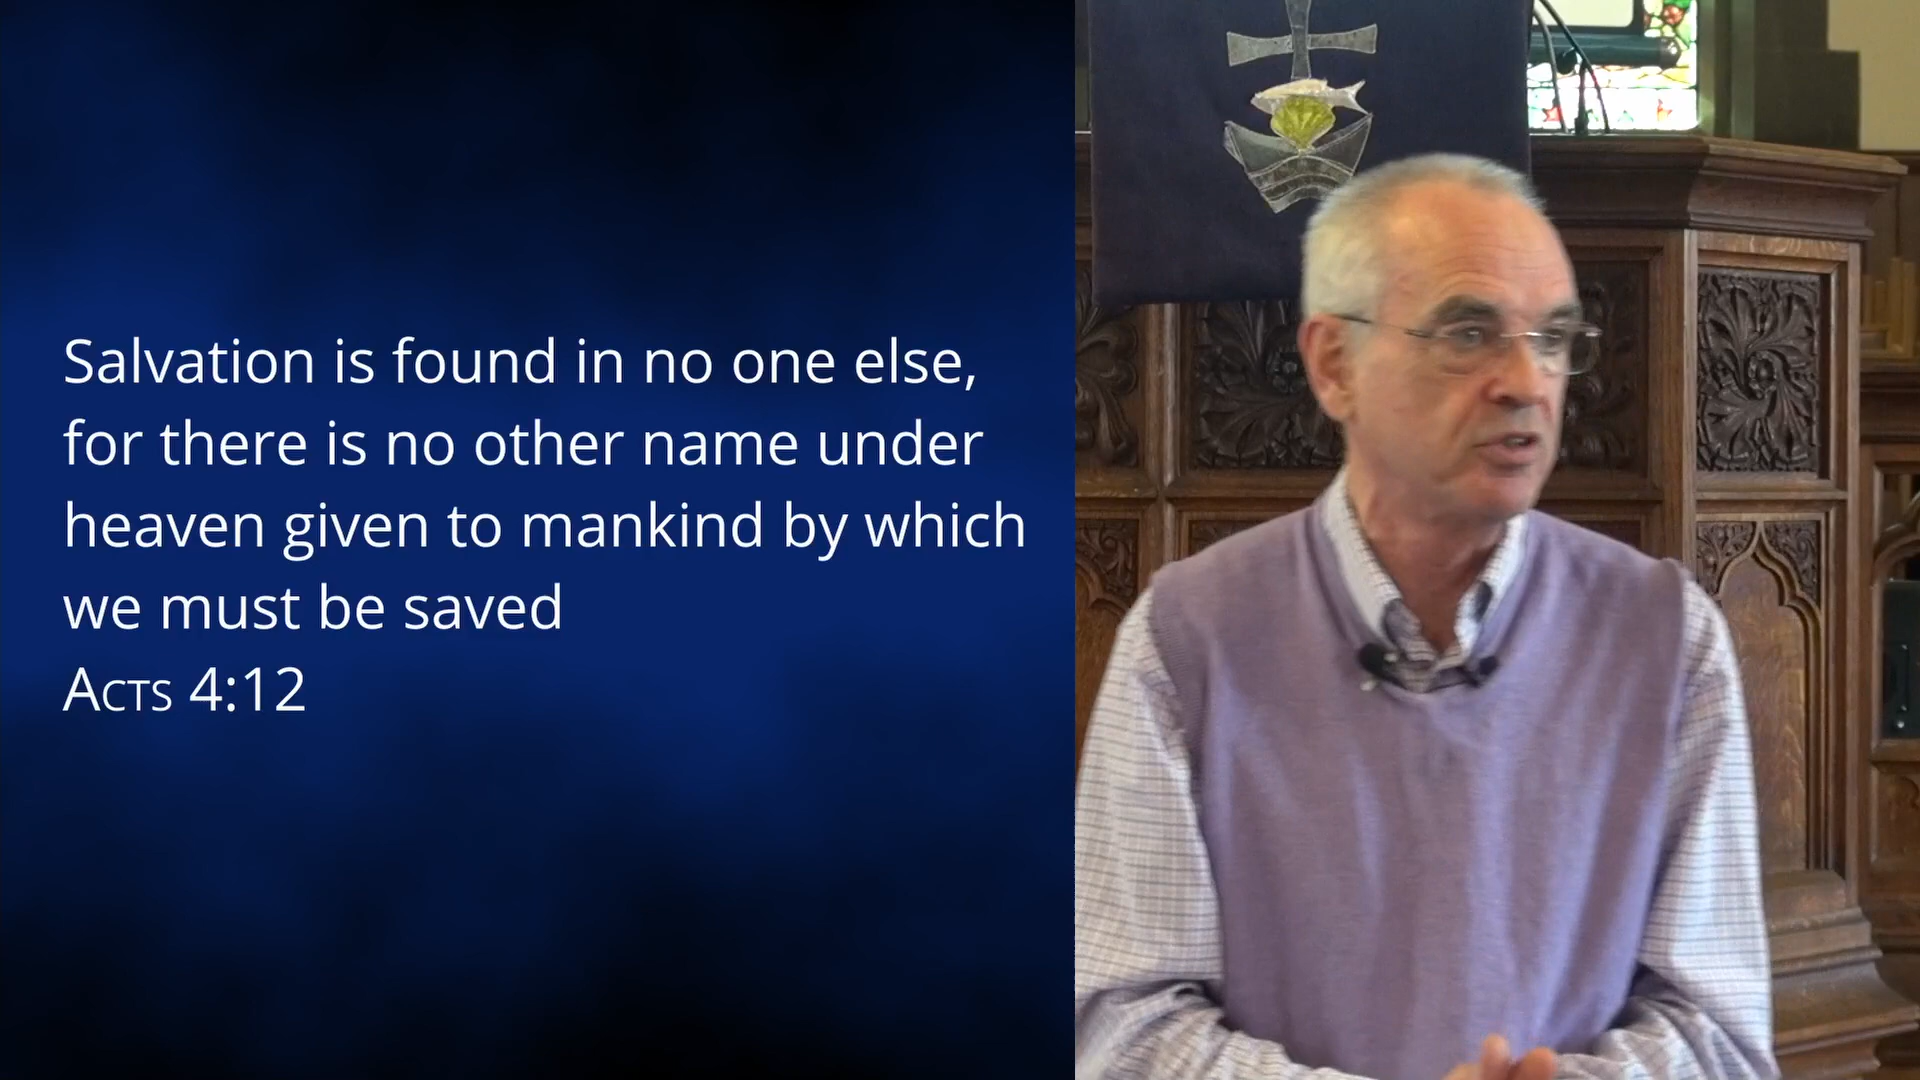 Salvation is found in no one else,
for there is no other name under
heaven given to mankind by which
we must be saved
Acts 4:12